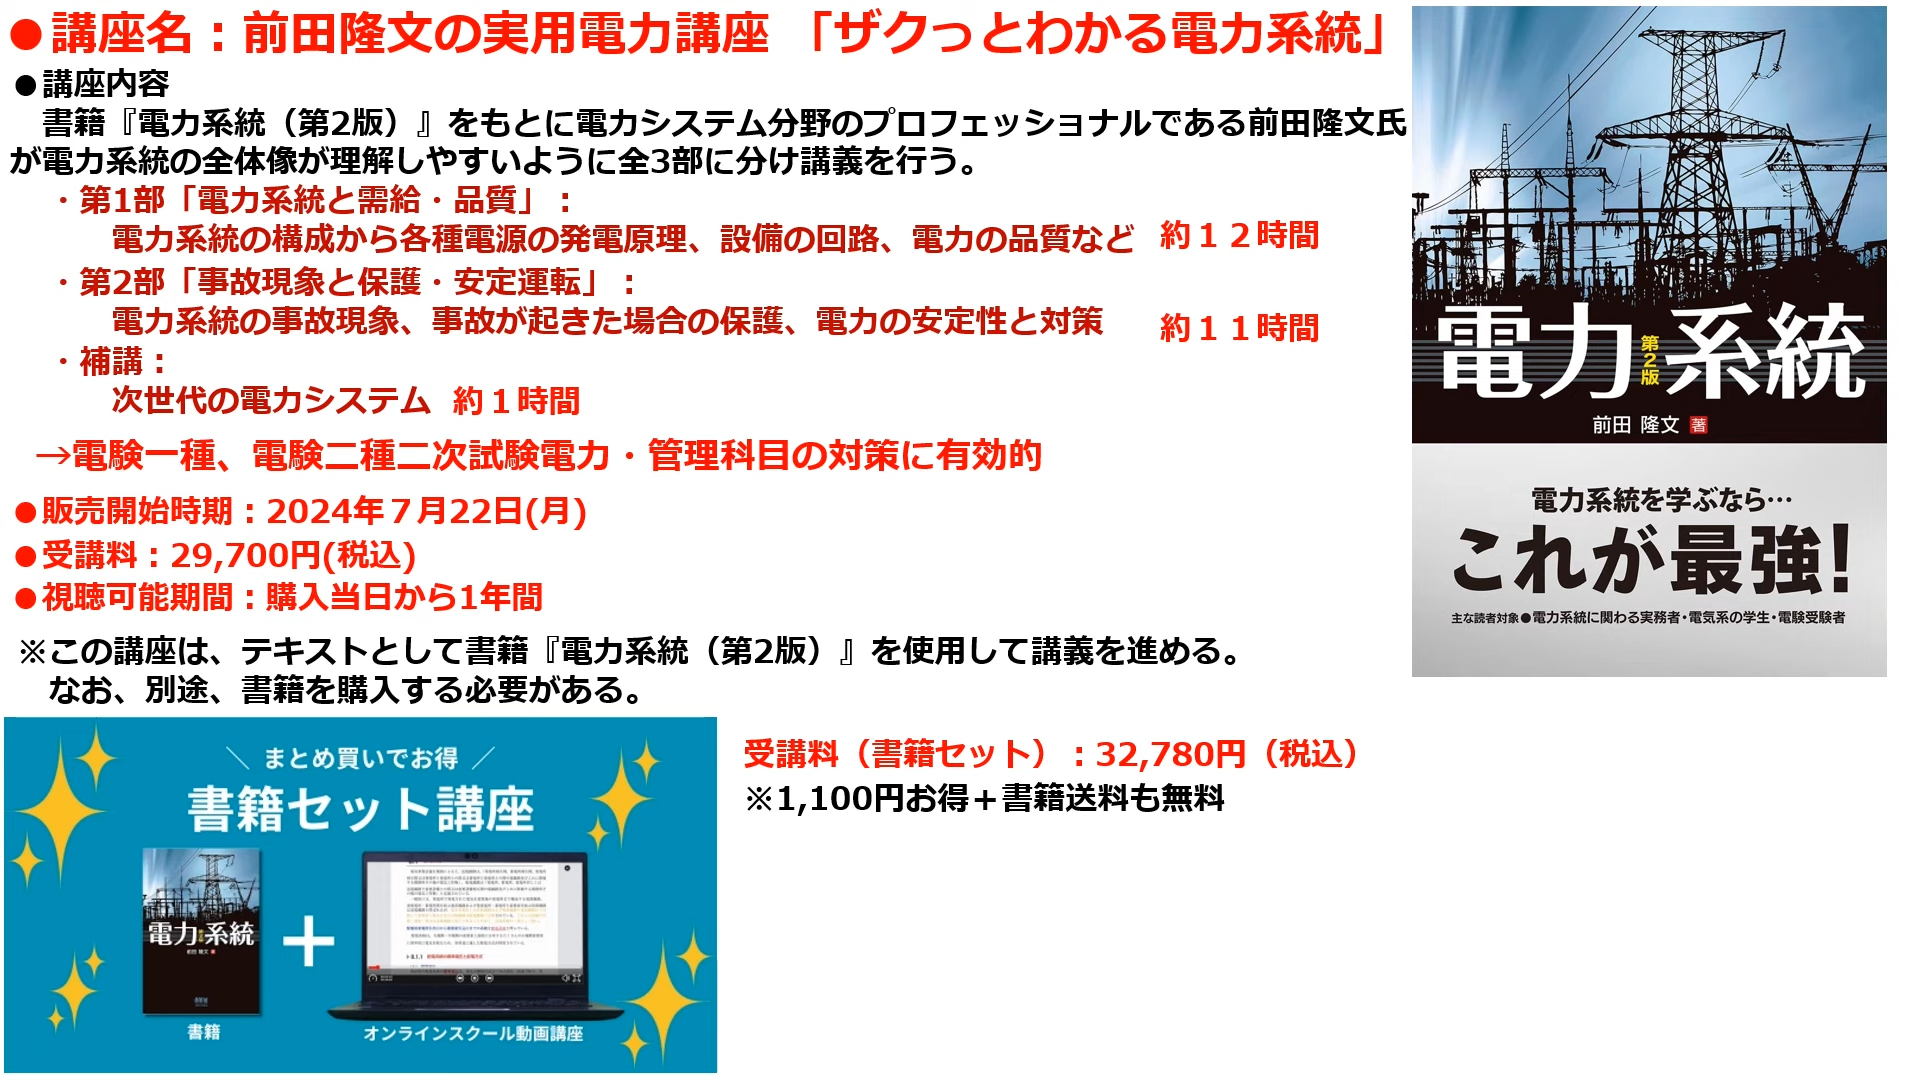 ●講座名：前田隆文の実用電力講座 「ザクっとわかる電力系統」
●講座内容
書籍『電力系統（第2版）』をもとに電力システム分野のプロフェッショナルである前田隆文氏
が電力系統の全体像が理解しやすいように全3部に分け講義を行う。
・第1部「電力系統と需給・品質」：
電力系統の構成から各種電源の発電原理、設備の回路、電力の品質など 約１２時間
・第2部「事故現象と保護・安定運転」：
電力系統の事故現象、事故が起きた場合の保護、電力の安定性と対策 約１１時間
・補講：
次世代の電力システム 約１時間
→電験一種、電験二種二次試験電力・管理科目の対策に有効的
●販売開始時期：2024年７月22日(月)
●受講料：29,700円(税込)
●視聴可能期間：購入当日から1年間
※この講座は、テキストとして書籍『電力系統（第2版）』を使用して講義を進める。
なお、別途、書籍を購入する必要がある。
電力系統
第2版
前田 隆文 著
電力系統を学ぶなら…
これが最強!
主な読者対象●電力系統に関わる実務者・電気系の学生・電験受験者
＼ まとめ買いでお得 ／
書籍セット講座
電力系統
前田 隆文
+
書籍
オンラインスクール動画講座
受講料（書籍セット）：32,780円（税込）
※1,100円お得＋書籍送料も無料